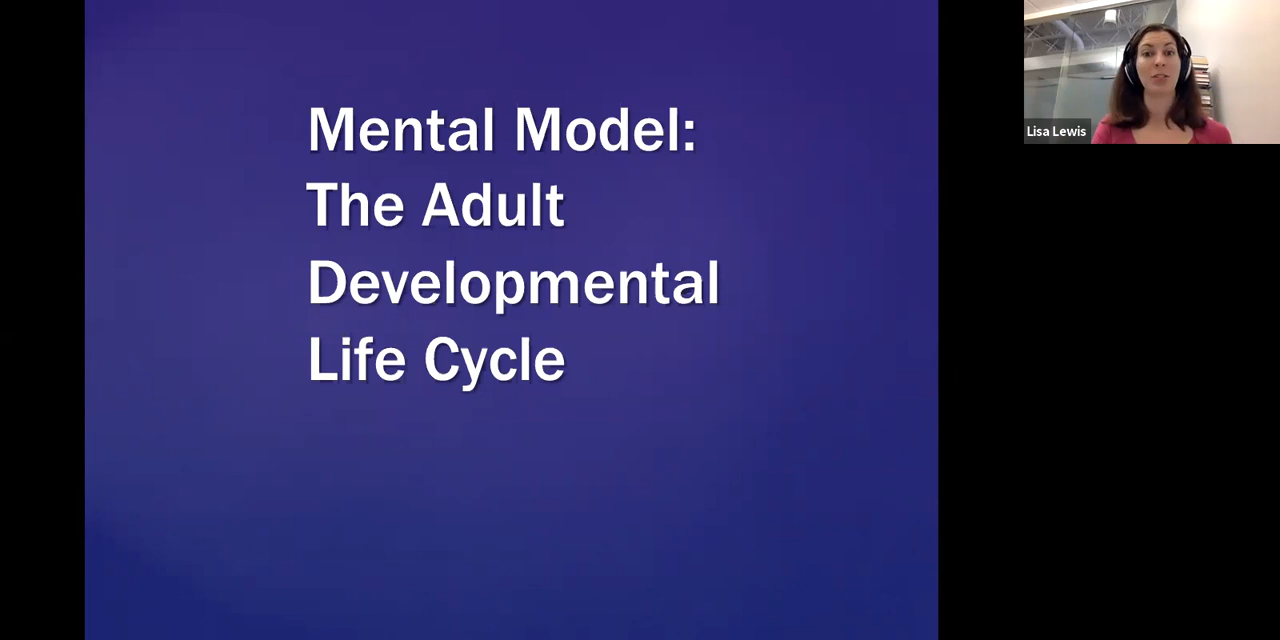 Mental Model:
The Adult
Developmental
Life Cycle
Lisa Lewis